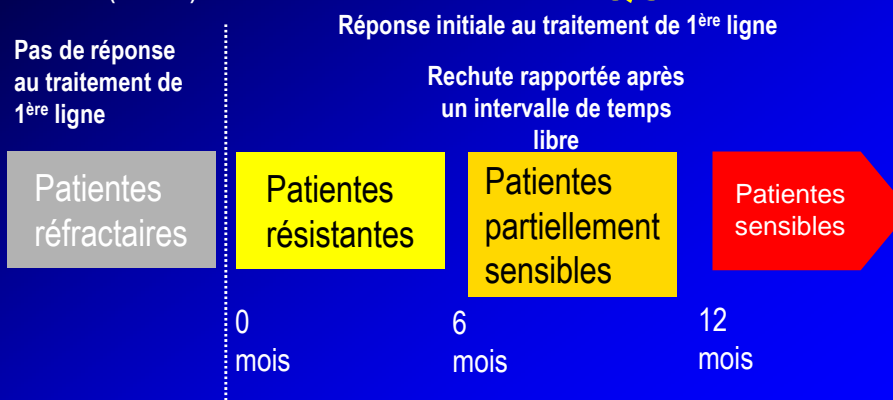 Réponse initiale au traitement de 1ère ligne
Pas de réponse
au traitement de
1ère ligne
Rechute rapportée après
un intervalle de temps
libre
Patientes
réfractaires
Patientes
résistantes
Patientes
partiellement
sensibles
Patientes
sensibles
0
mois
6
mois
12
mois